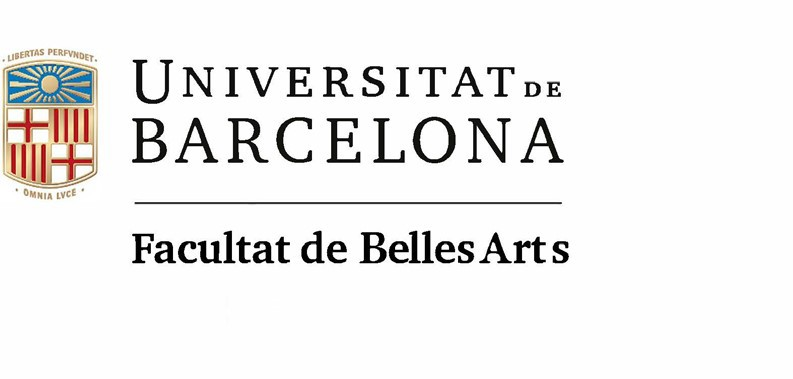 · LIBERTAS PERFVNDET ·
· OMNIA LVCE ·
UNIVERSITAT DE
BARCELONA
Facultat de Belles Arts